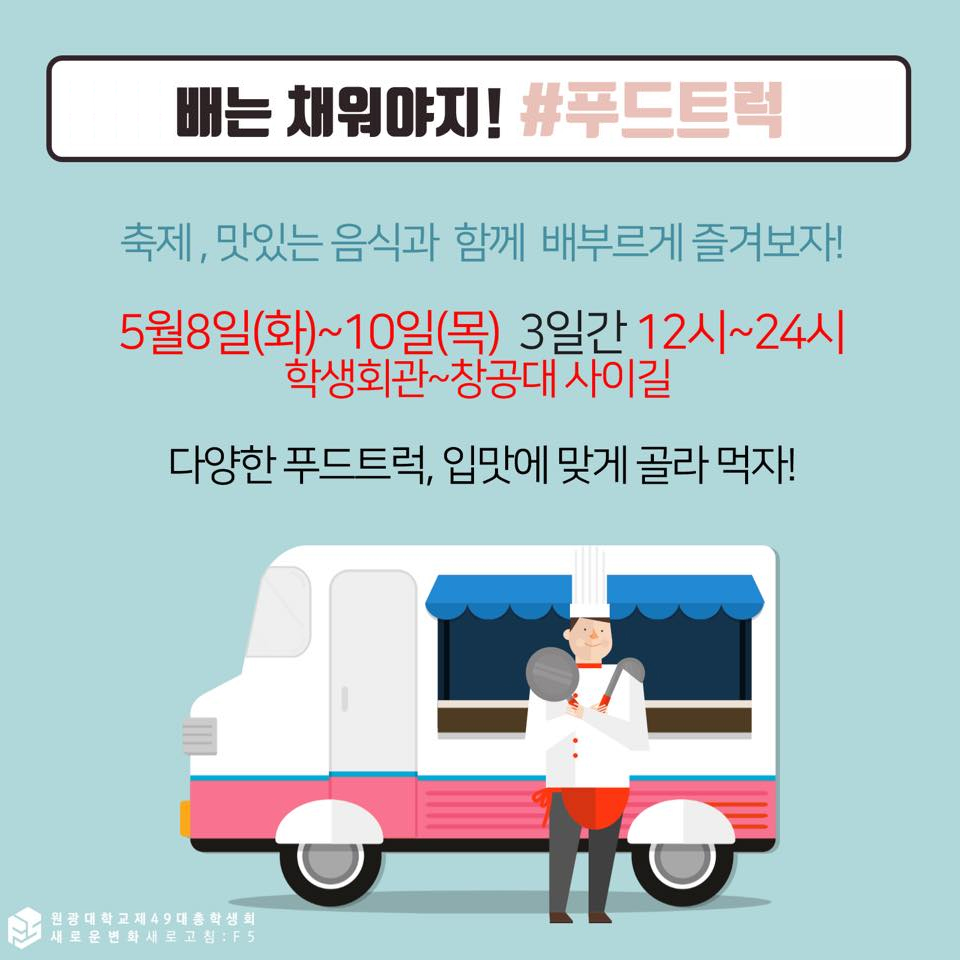 배는 채워야지! #푸드트럭
축제, 맛있는 음식과 함께 배부르게 즐겨보자!
5월8일(화)~10일(목) 3일간 12시~24시
학생회관~창공대 사이길
다양한 푸드트럭, 입맛에 맞게 골라 먹자!
원광대학교제49대총학생회
새로운변화새로고침:F5